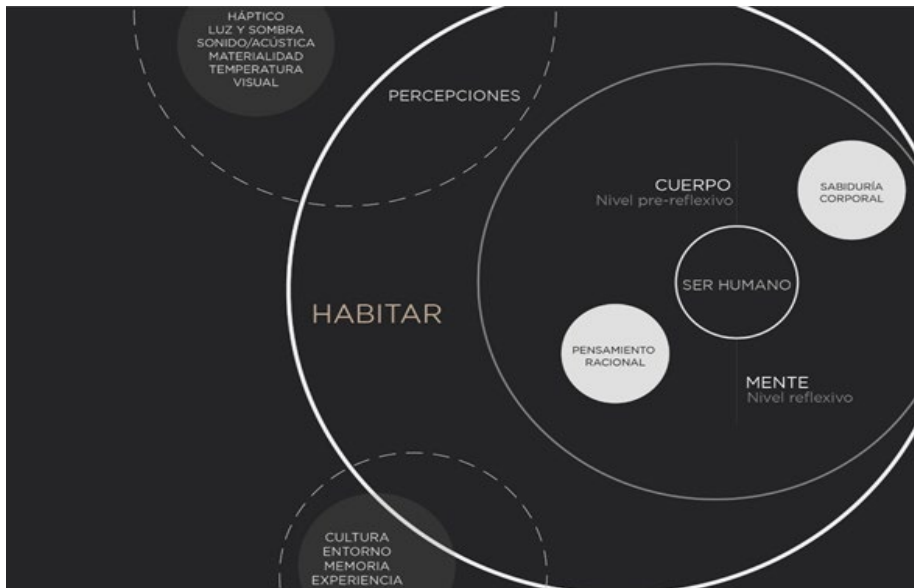 HÁPTICO
LUZ Y SOMBRA
SONIDO/ACÚSTICA
MATERIALIDAD
TEMPERATURA
VISUAL
PERCEPCIONES
CUERPO
Nivel pre-reflexivo
SABIDURÍA
CORPORAL
SER HUMANO
HABITAR
PENSAMIENTO
RACIONAL
MENTE
Nivel reflexivo
CULTURA
ENTORNO
MEMORIA
EXPERIENCIA